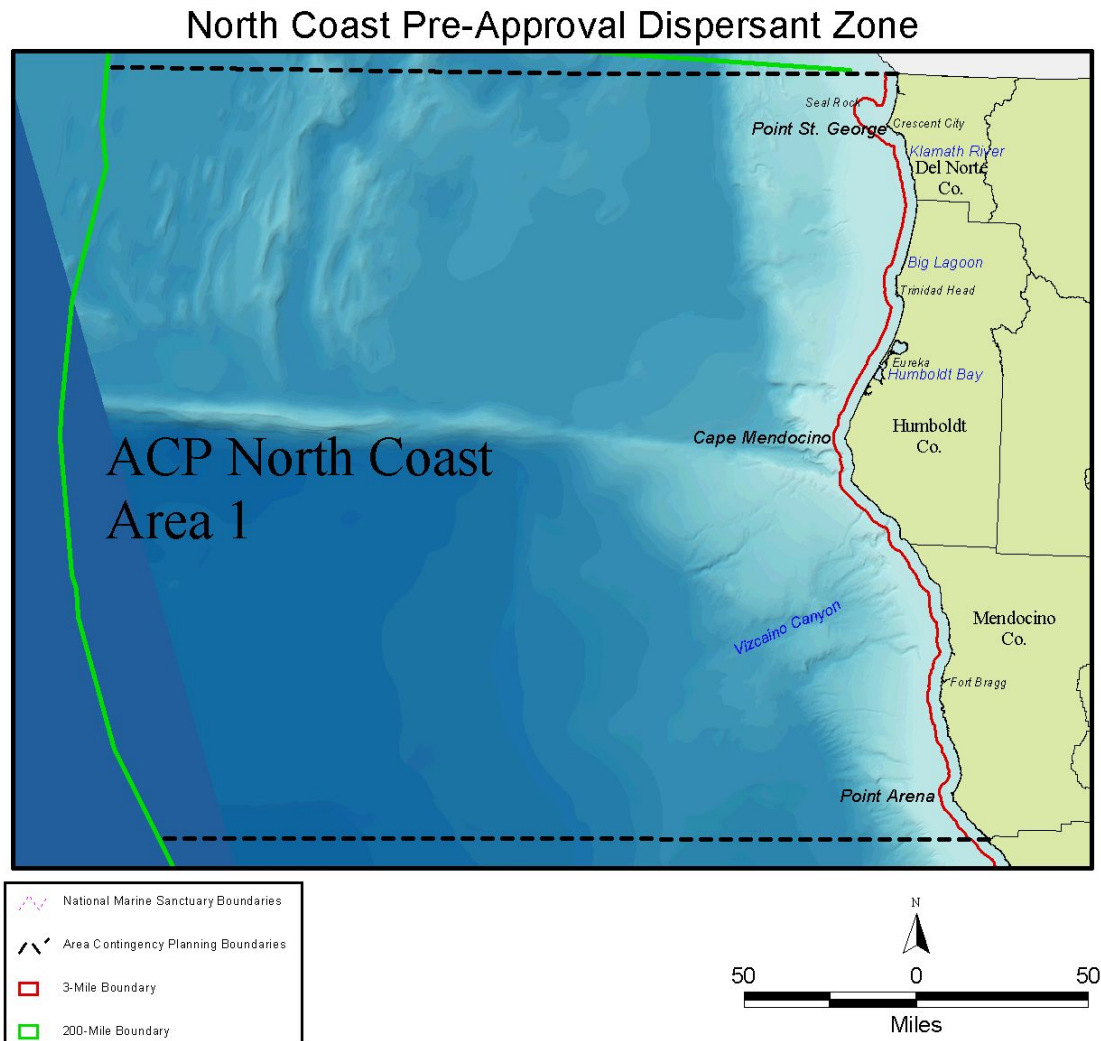 North Coast Pre-Approval Dispersant Zone
Seal Rock
Point St. George
Crescent City
Klamath River
Del Norte
Co.
Big Lagoon
Trinidad Head
Eureka
Humboldt Bay
Humboldt
Co.
Cape Mendocino
ACP North Coast
Area 1
Vizcaino Canyon
Mendocino
Co.
Fort Bragg
Point Arena
National Marine Sanctuary Boundaries
Area Contingency Planning Boundaries
3-Mile Boundary
200-Mile Boundary
N
50 0 50
Miles